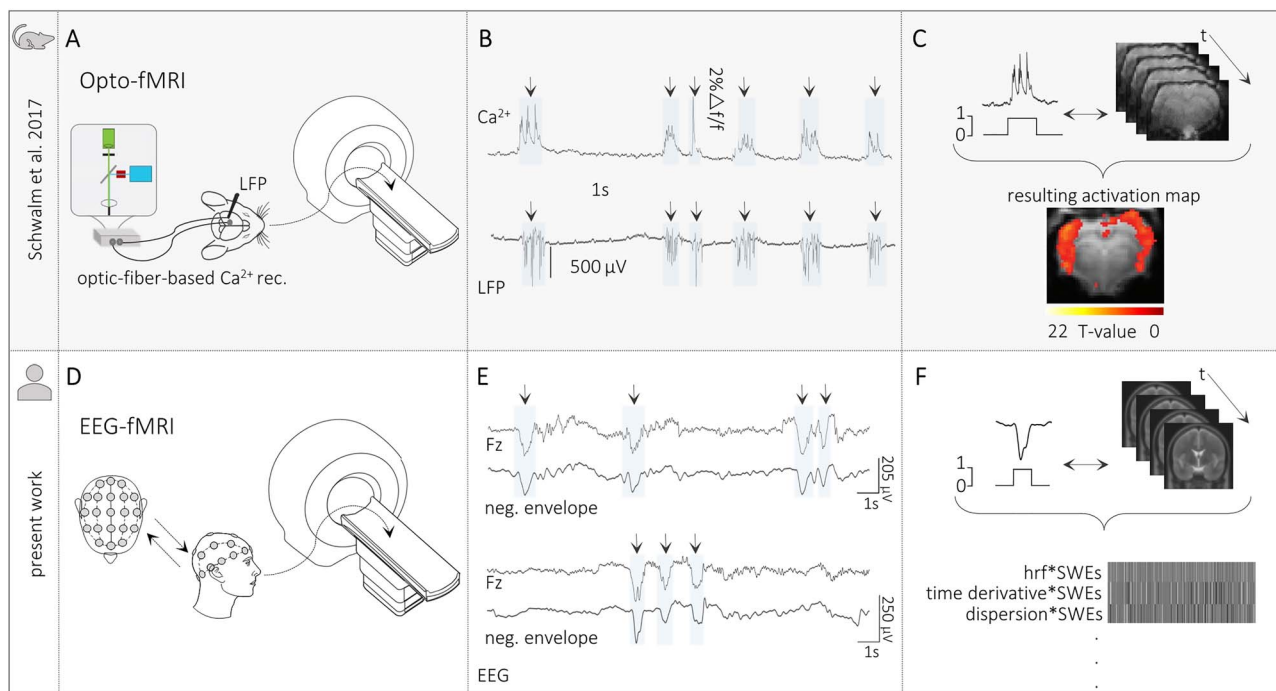 Schwalm et al. 2017
A
Opto-fMRI
LFP
optic-fiber-based Ca²⁺ rec.
B
Ca²⁺
2%△f/f
1s
500 µV
LFP
C
t
1
0
resulting activation map
22 T-value 0
present work
D
EEG-fMRI
E
Fz
neg. envelope
205 µV
1s
Fz
neg. envelope
250 µV
1s
EEG
F
t
1
0
hrf*SWEs
time derivative*SWEs
dispersion*SWEs
.
.
.